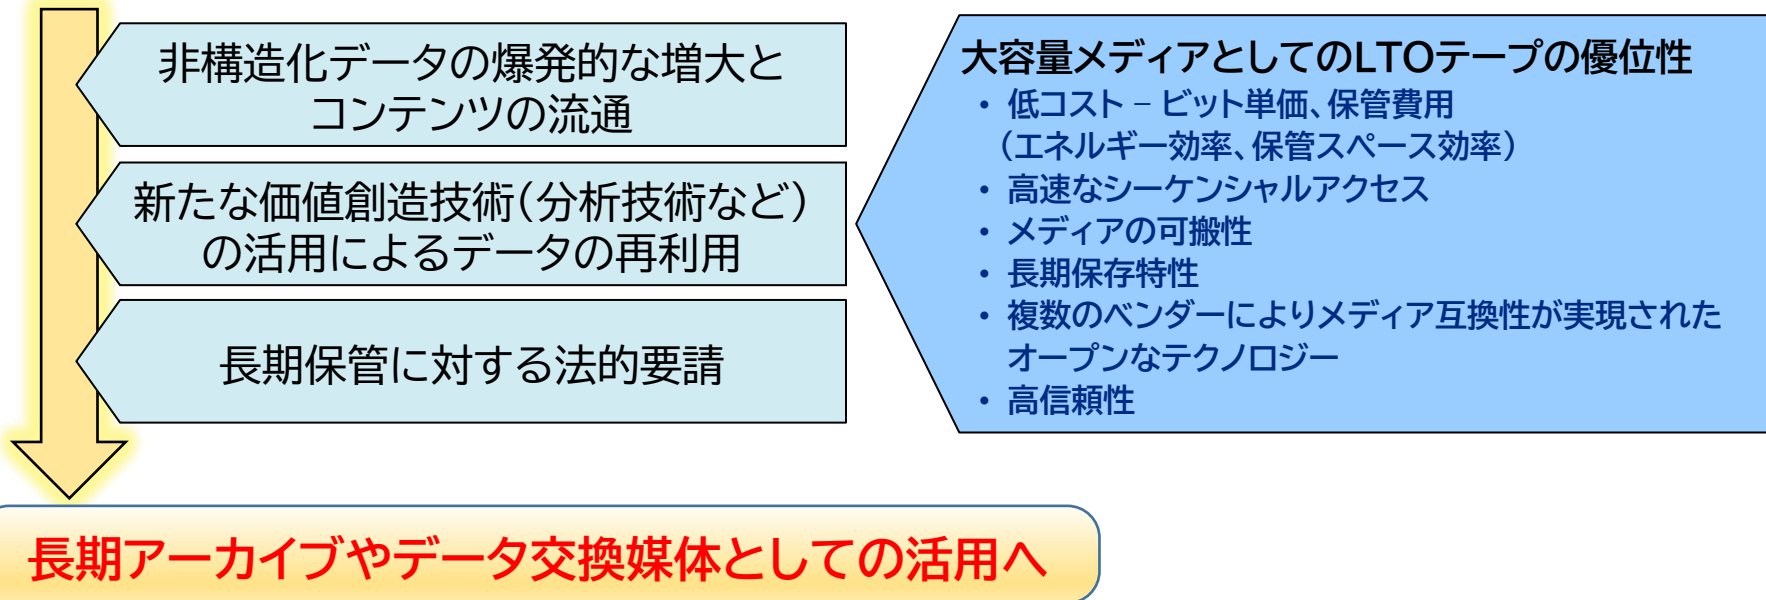 非構造化データの爆発的な増大と
コンテンツの流通
新たな価値創造技術（分析技術など）
の活用によるデータの再利用
長期保管に対する法的要請
大容量メディアとしてのLTOテープの優位性
・ 低コスト – ビット単価、保管費用
（エネルギー効率、保管スペース効率）
・ 高速なシーケンシャルアクセス
・ メディアの可搬性
・ 長期保存特性
・ 複数のベンダーによりメディア互換性が実現された
オープンなテクノロジー
・ 高信頼性
長期アーカイブやデータ交換媒体としての活用へ